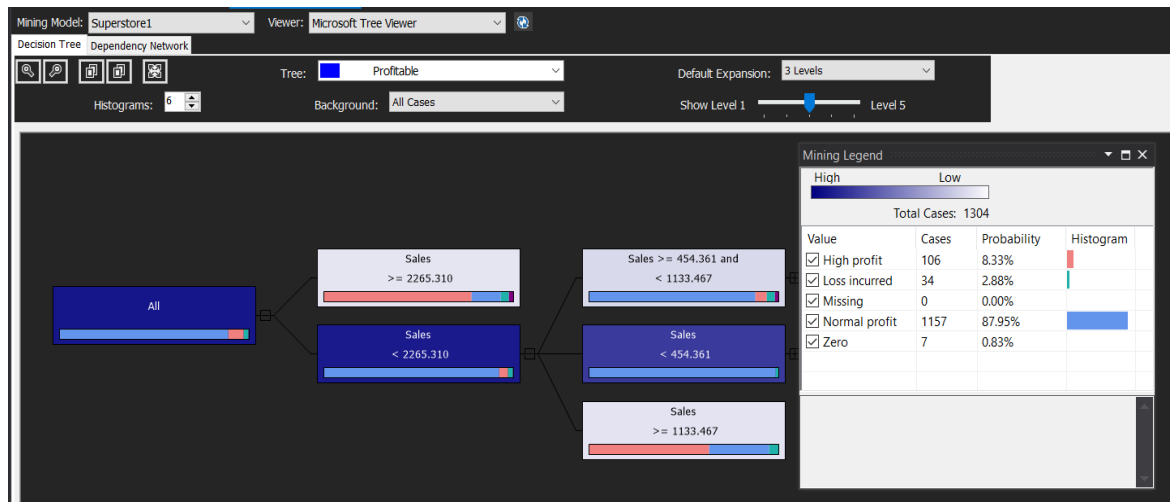 Mining Model: Superstore1 Viewer: Microsoft Tree Viewer
Decision Tree Dependency Network
Tree: Profitable Default Expansion: 3 Levels
Histograms: 6 Background: All Cases Show Level 1 Level 5
Mining Legend
High Low
Total Cases: 1304
Value Cases Probability Histogram
High profit 106 8.33%
Loss incurred 34 2.88%
Missing 0 0.00%
Normal profit 1157 87.95%
Zero 7 0.83%
All
Sales
>= 2265.310
Sales
< 2265.310
Sales >= 454.361 and
< 1133.467
Sales
< 454.361
Sales
>= 1133.467